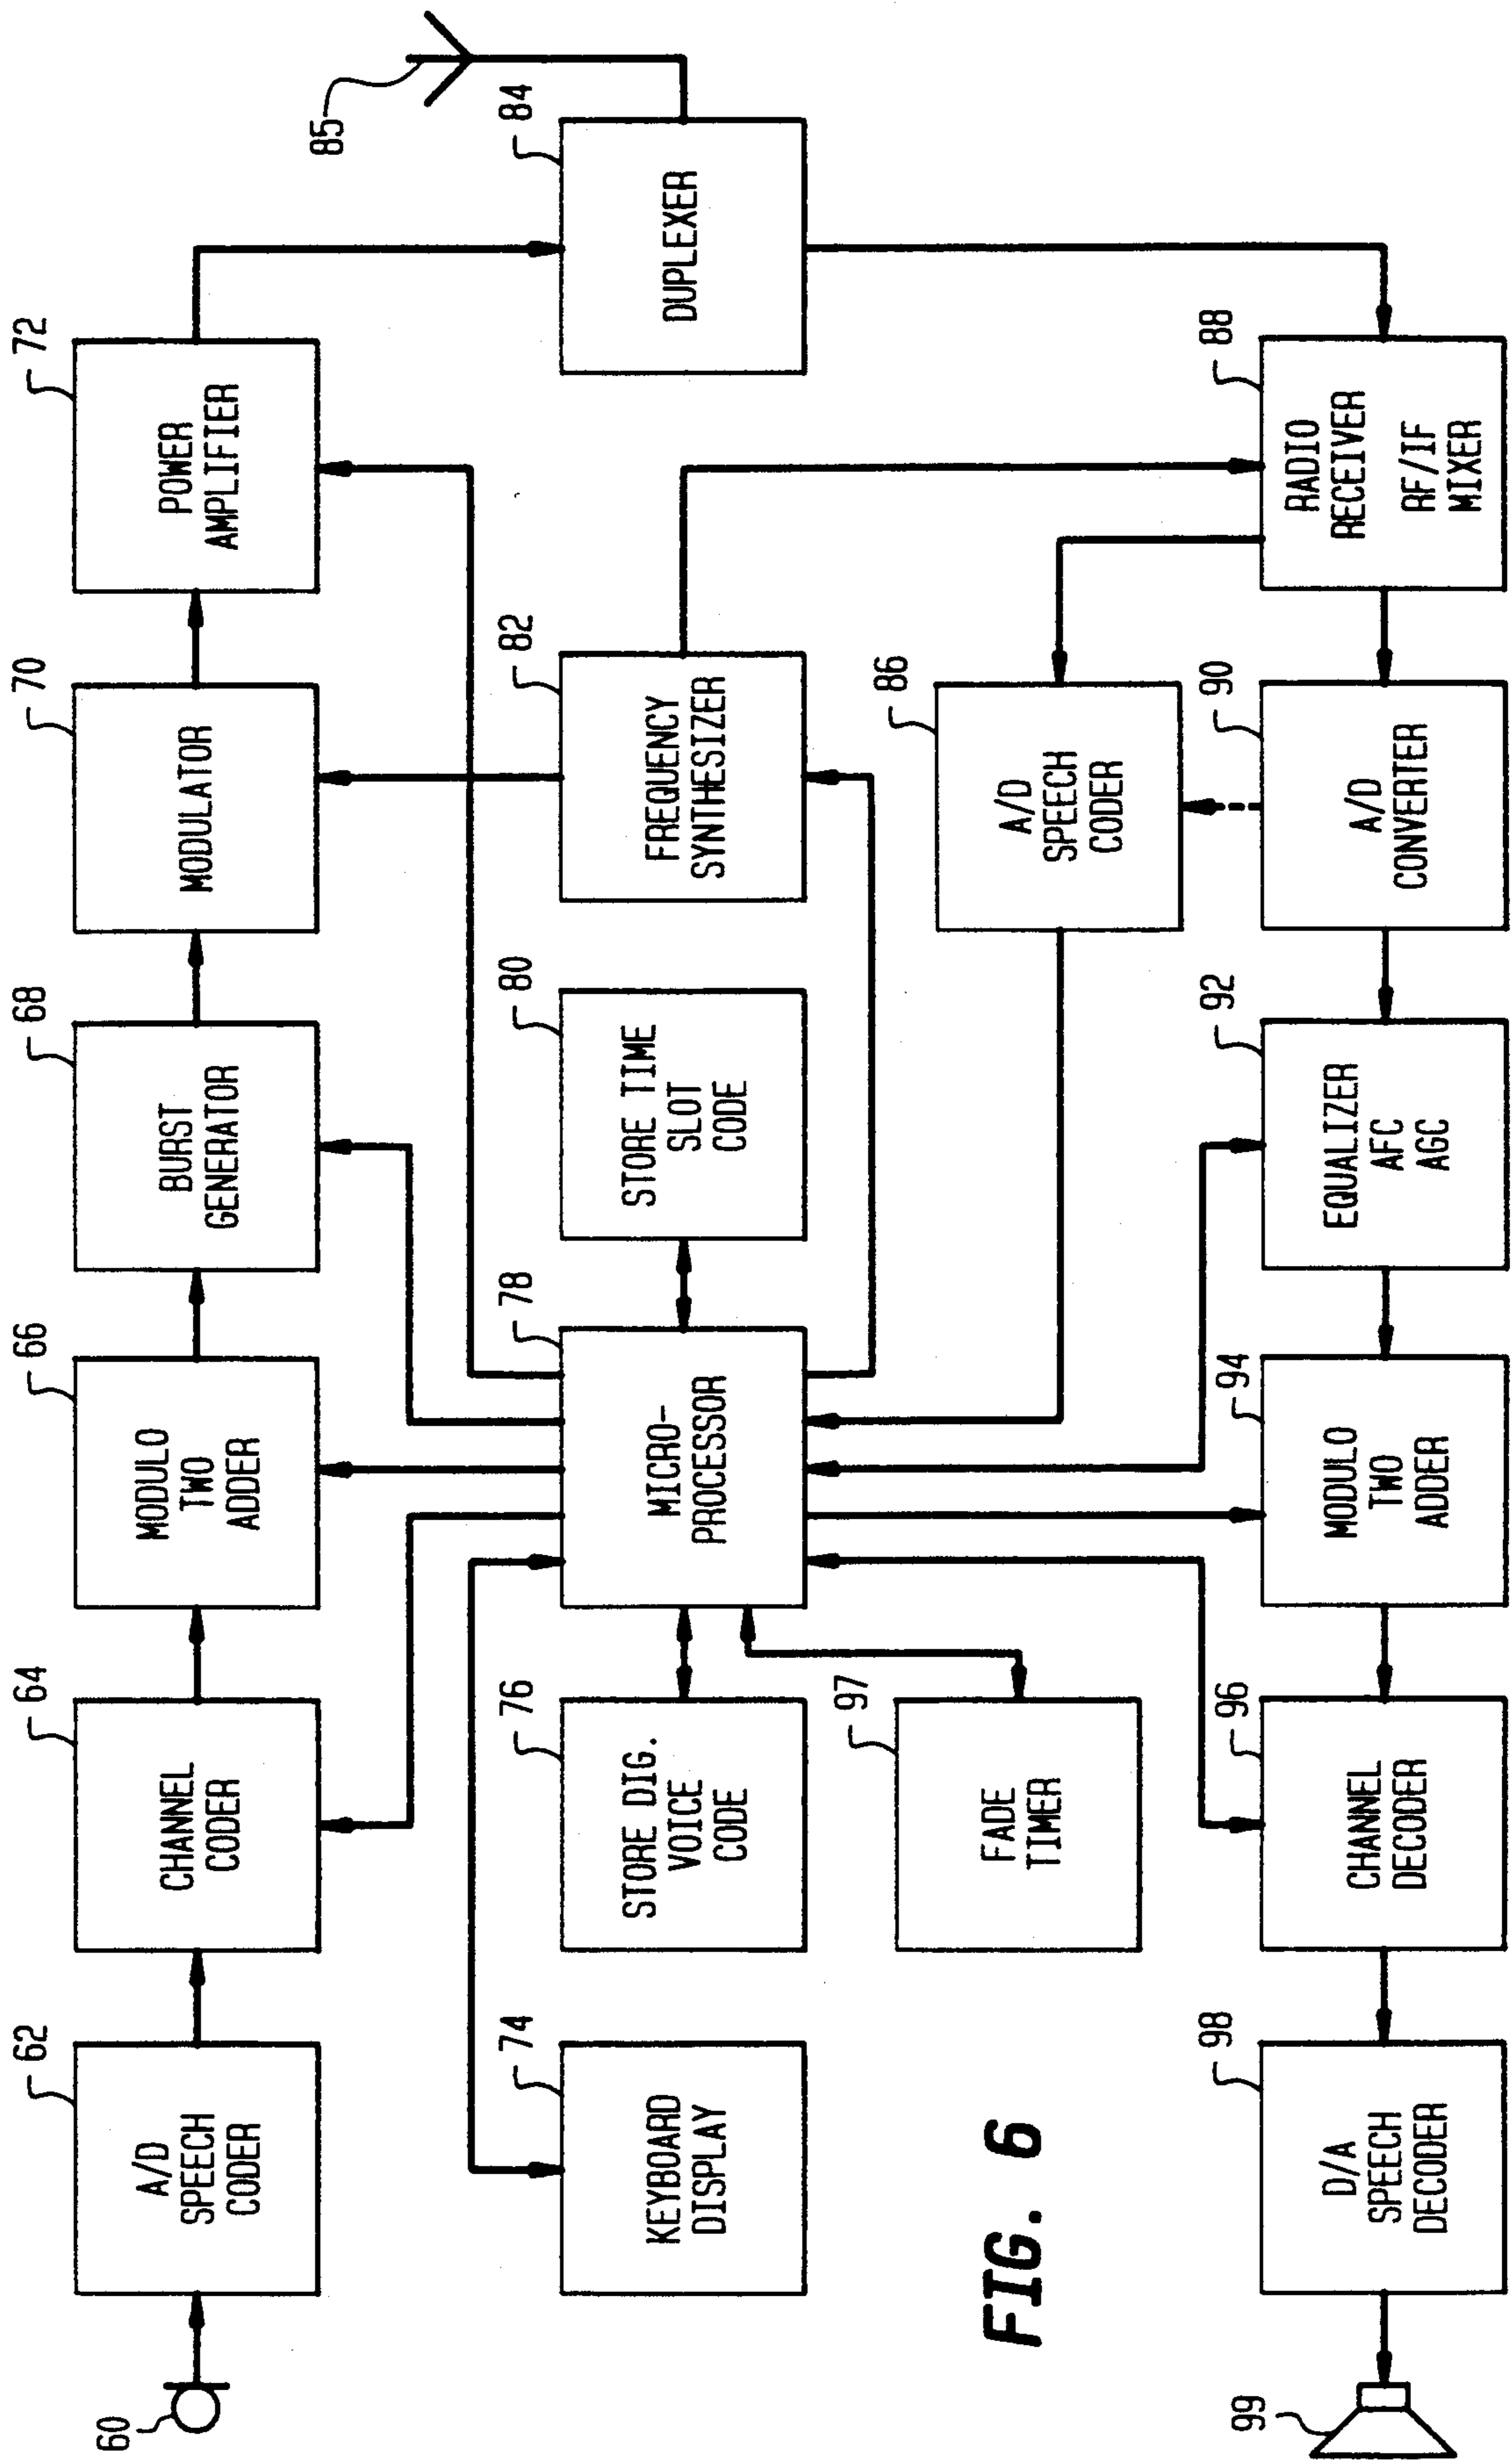 60
62
A/D
SPEECH
CODER
64
CHANNEL
CODER
66
MODULO
TWO
ADDER
68
BURST
GENERATOR
70
MODULATOR
72
POWER
AMPLIFIER
85
74
KEYBOARD
DISPLAY
76
STORE DIG.
VOICE
CODE
78
MICRO-
PROCESSOR
80
STORE TIME
SLOT
CODE
82
FREQUENCY
SYNTHESIZER
84
DUPLEXER
97
FADE
TIMER
86
A/D
SPEECH
CODER
FIG. 6
99
98
D/A
SPEECH
DECODER
96
CHANNEL
DECODER
94
MODULO
TWO
ADDER
92
EQUALIZER
AFC
AGC
90
A/D
CONVERTER
88
RADIO
RECEIVER
RF/IF
MIXER